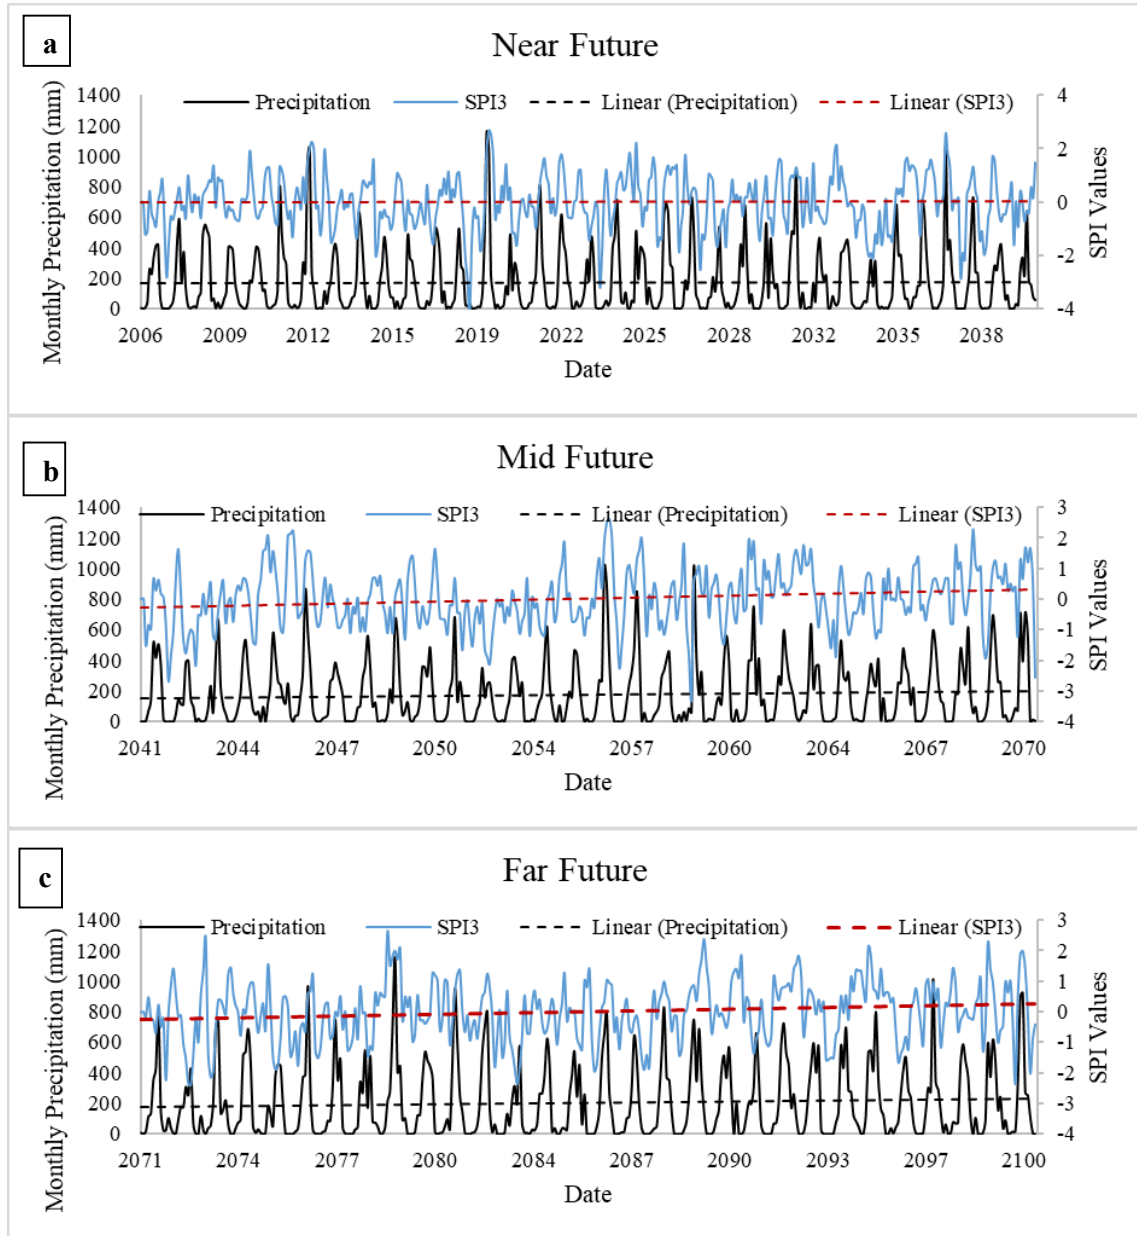 a
Near Future
Precipitation SPI3 Linear (Precipitation) Linear (SPI3)
Monthly Precipitation (mm)
1400
1200
1000
800
600
400
200
0
4
2
0
-2
-4
SPI Values
2006 2009 2012 2015 2019 2022 2025 2028 2032 2035 2038
Date
b
Mid Future
Precipitation SPI3 Linear (Precipitation) Linear (SPI3)
Monthly Precipitation (mm)
1400
1200
1000
800
600
400
200
0
3
2
1
0
-1
-2
-3
-4
SPI Values
2041 2044 2047 2050 2054 2057 2060 2064 2067 2070
Date
c
Far Future
Precipitation SPI3 Linear (Precipitation) Linear (SPI3)
Monthly Precipitation (mm)
1400
1200
1000
800
600
400
200
0
3
2
1
0
-1
-2
-3
-4
SPI Values
2071 2074 2077 2080 2084 2087 2090 2093 2097 2100
Date